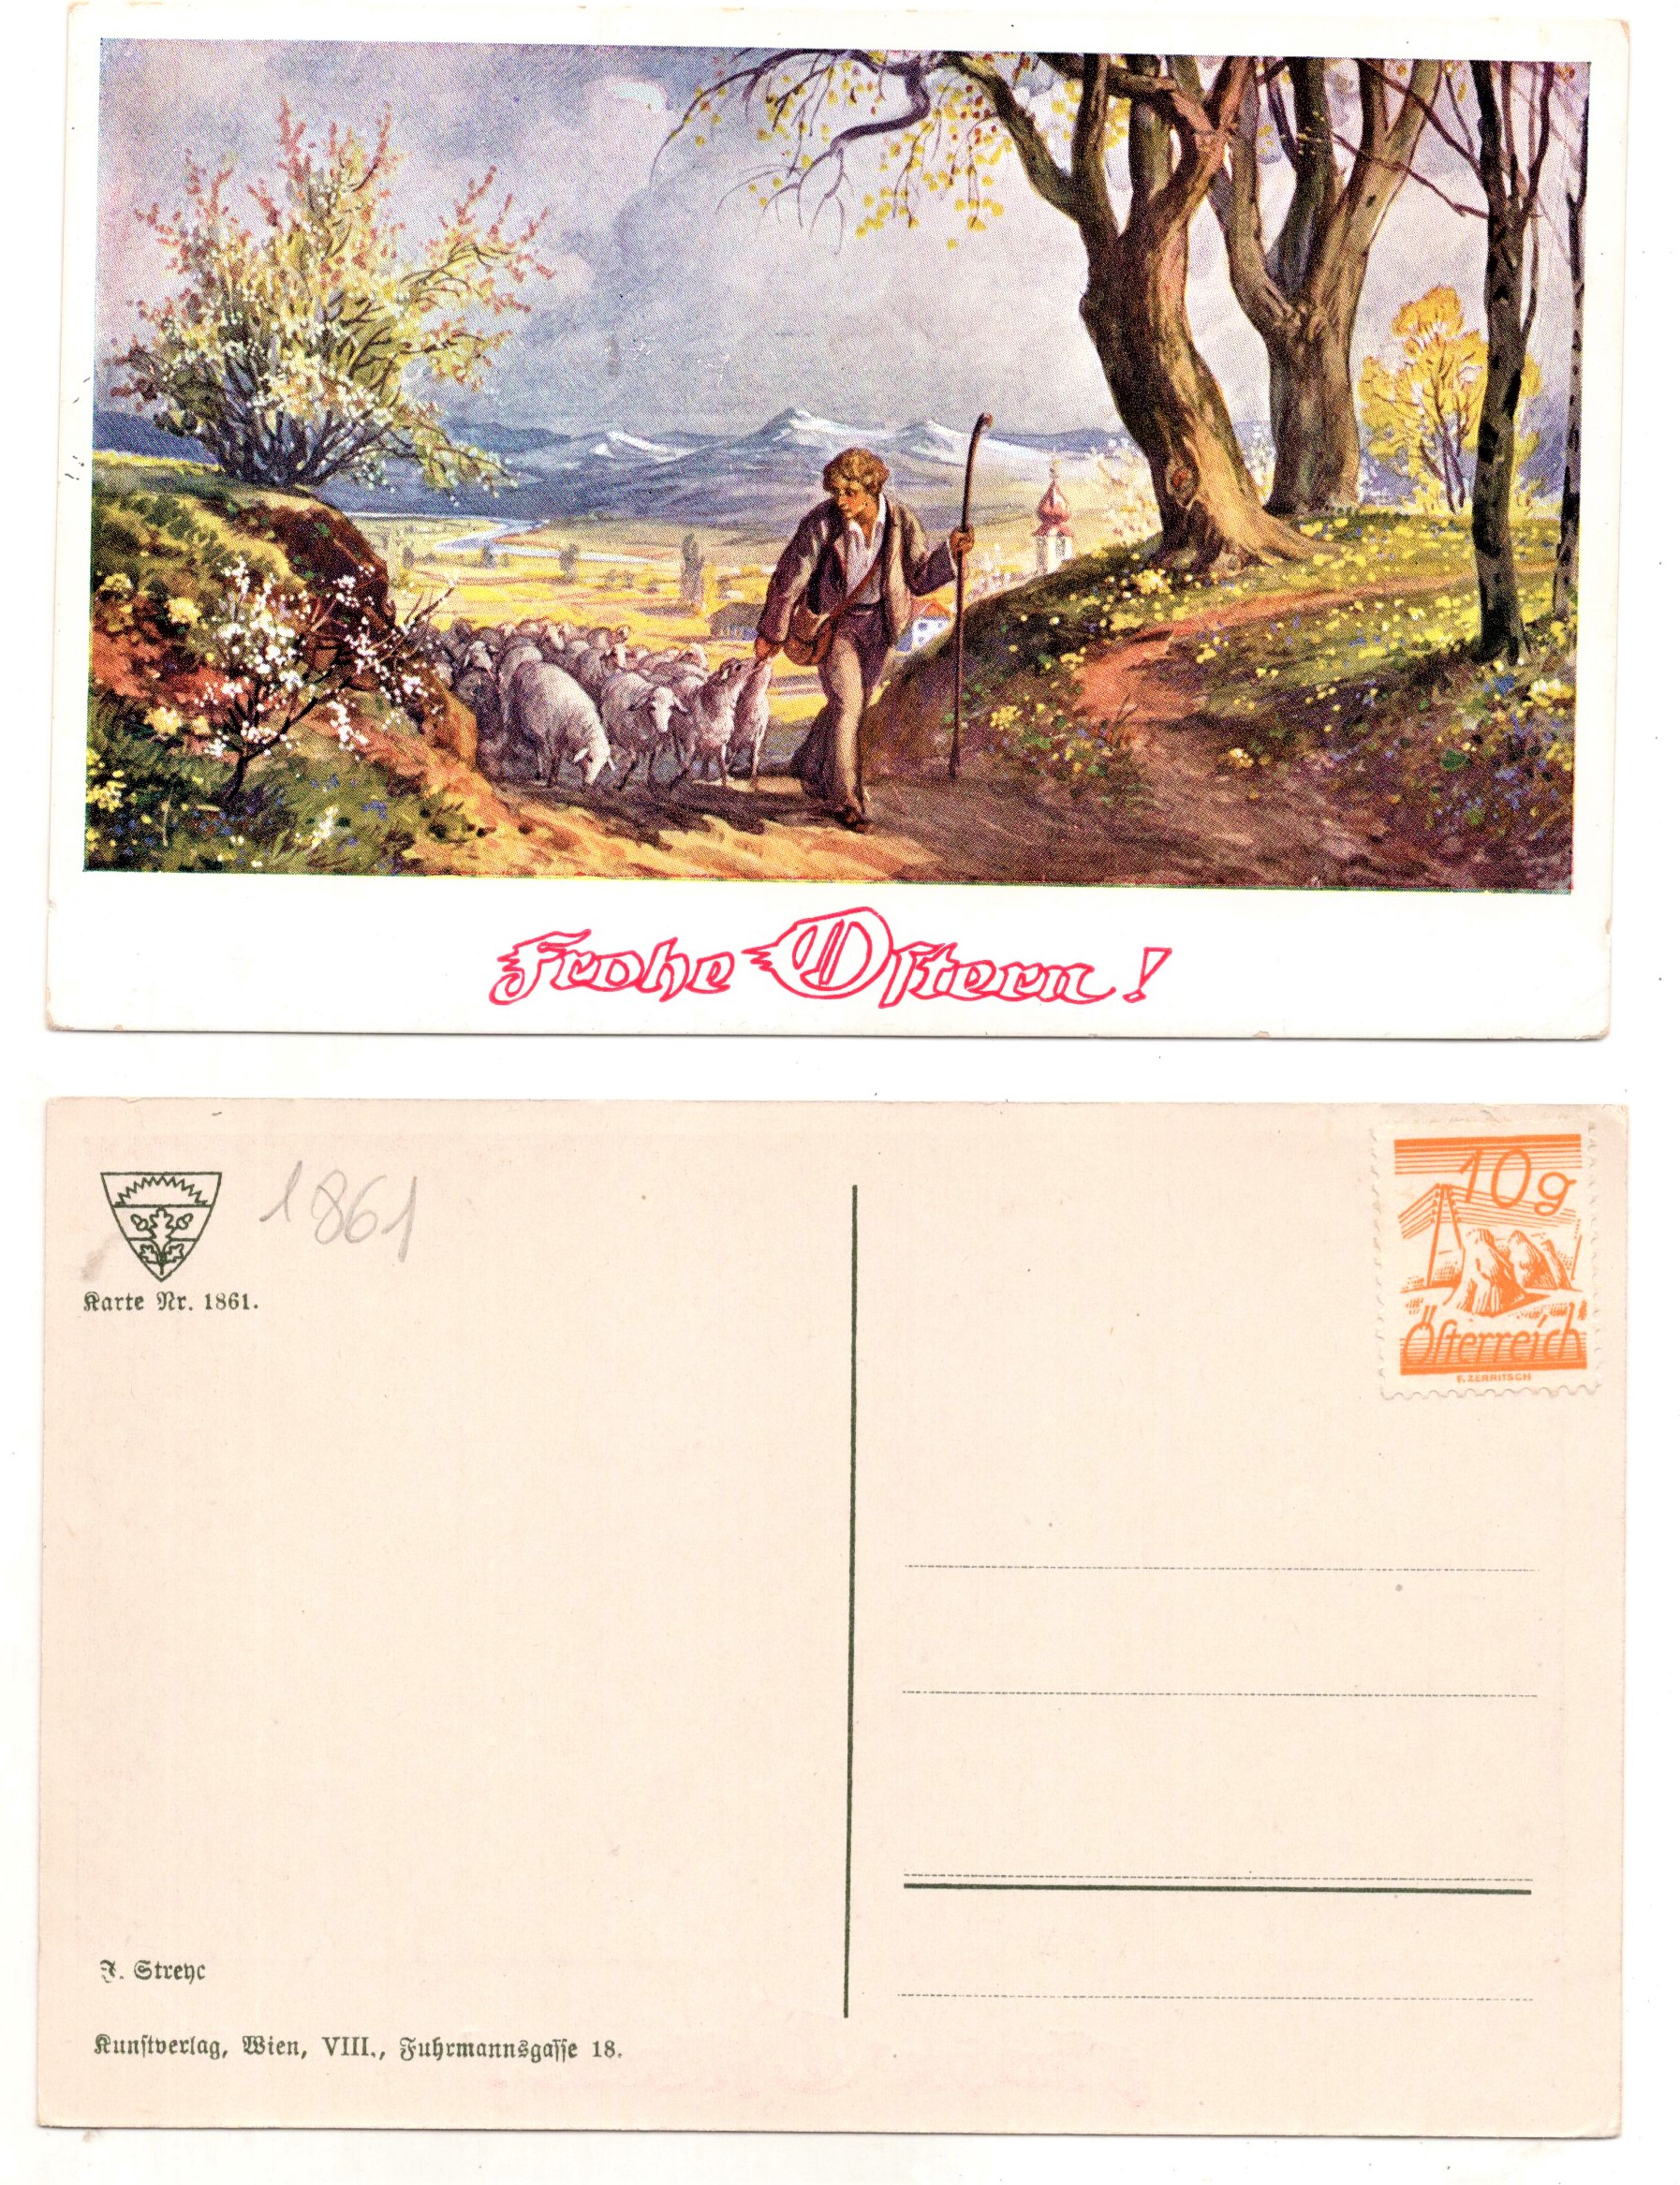 Frohe Oſtern!
1861
Karte Nr. 1861.
10g
Öſterreich
F. ZERRITSCH
J. Streyc
Kunſtverlag, Wien, VIII., Fuhrmannsgaſſe 18.